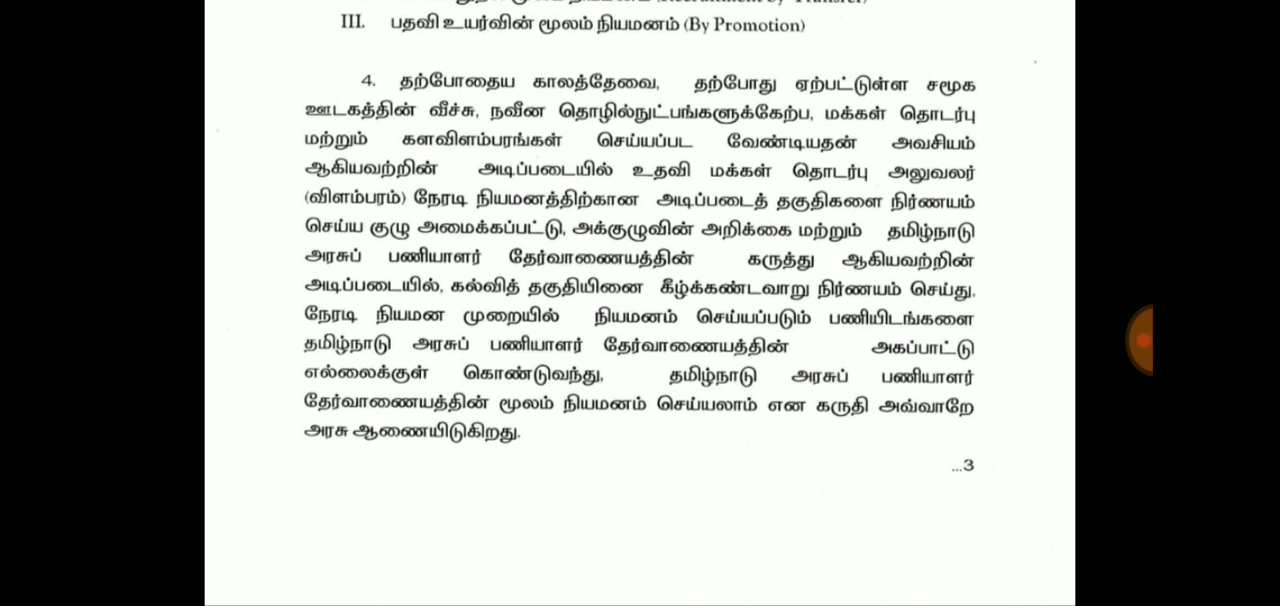 III. பதவி உயர்வின் மூலம் நியமனம் (By Promotion)
4. தற்போதைய காலத்தேவை, தற்போது ஏற்பட்டுள்ள சமூக
ஊடகத்தின் வீச்சு, நவீன தொழில்நுட்பங்களுக்கேற்ப, மக்கள் தொடர்பு
மற்றும் களவிளம்பரங்கள் செய்யப்பட வேண்டியதன் அவசியம்
ஆகியவற்றின் அடிப்படையில் உதவி மக்கள் தொடர்பு அலுவலர்
(விளம்பரம்) நேரடி நியமனத்திற்கான அடிப்படைத் தகுதிகளை நிர்ணயம்
செய்ய குழு அமைக்கப்பட்டு, அக்குழுவின் அறிக்கை மற்றும் தமிழ்நாடு
அரசுப் பணியாளர் தேர்வாணையத்தின் கருத்து ஆகியவற்றின்
அடிப்படையில், கல்வித் தகுதியினை கீழ்க்கண்டவாறு நிர்ணயம் செய்து,
நேரடி நியமன முறையில் நியமனம் செய்யப்படும் பணியிடங்களை
தமிழ்நாடு அரசுப் பணியாளர் தேர்வாணையத்தின் அகப்பாட்டு
எல்லைக்குள் கொண்டுவந்து, தமிழ்நாடு அரசுப் பணியாளர்
தேர்வாணையத்தின் மூலம் நியமனம் செய்யலாம் என கருதி அவ்வாறே
அரசு ஆணையிடுகிறது.
...3